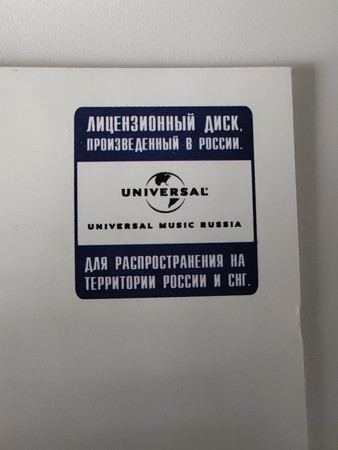 ЛИЦЕНЗИОННЫЙ ДИСК,
ПРОИЗВЕДЕННЫЙ В РОССИИ.
UNIVERSAL
UNIVERSAL MUSIC RUSSIA
ДЛЯ РАСПРОСТРАНЕНИЯ НА
ТЕРРИТОРИИ РОССИИ И СНГ.